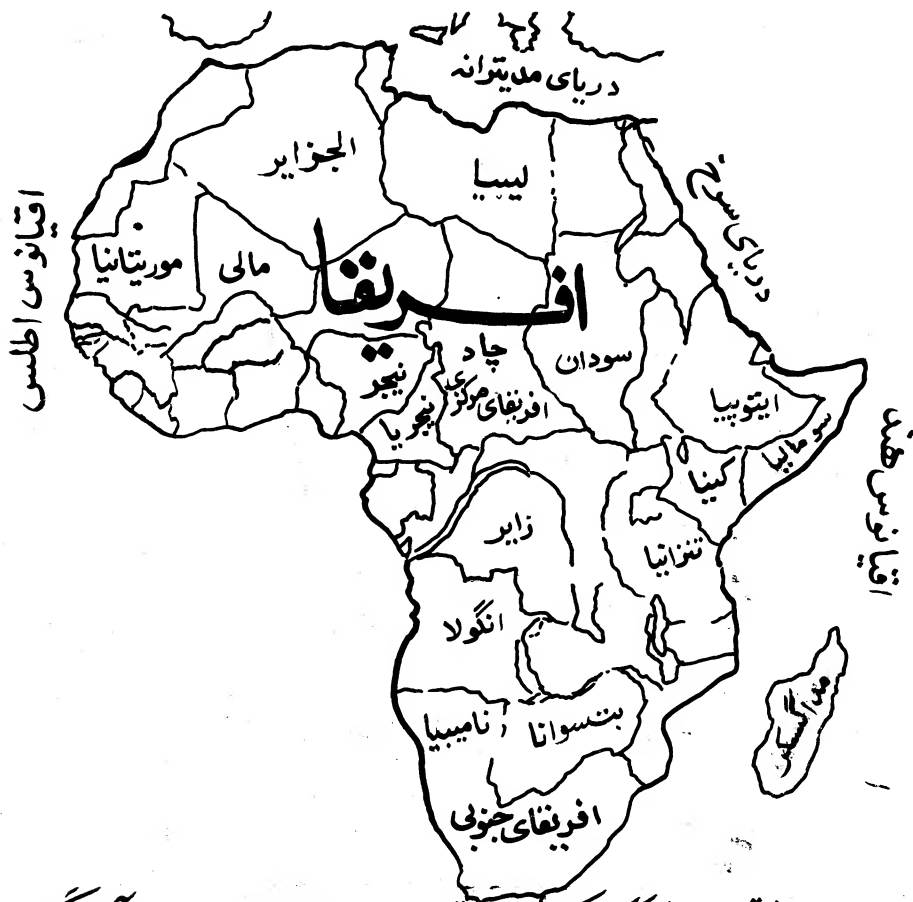 دریای مدیترانه
الجزایر
لیبیا
دریای سرخ
اقیانوس اطلس
موریتانیا
مالی
افریقا
چاد
سودان
نیجر
افریقای مرکزی
ایتوپیا
نیجریا
سومالیا
کینیا
اقیانوس هند
زایر
تنزانیا
انگولا
مداگسکر
نامیبیا
بتسوانا
افریقای جنوبی